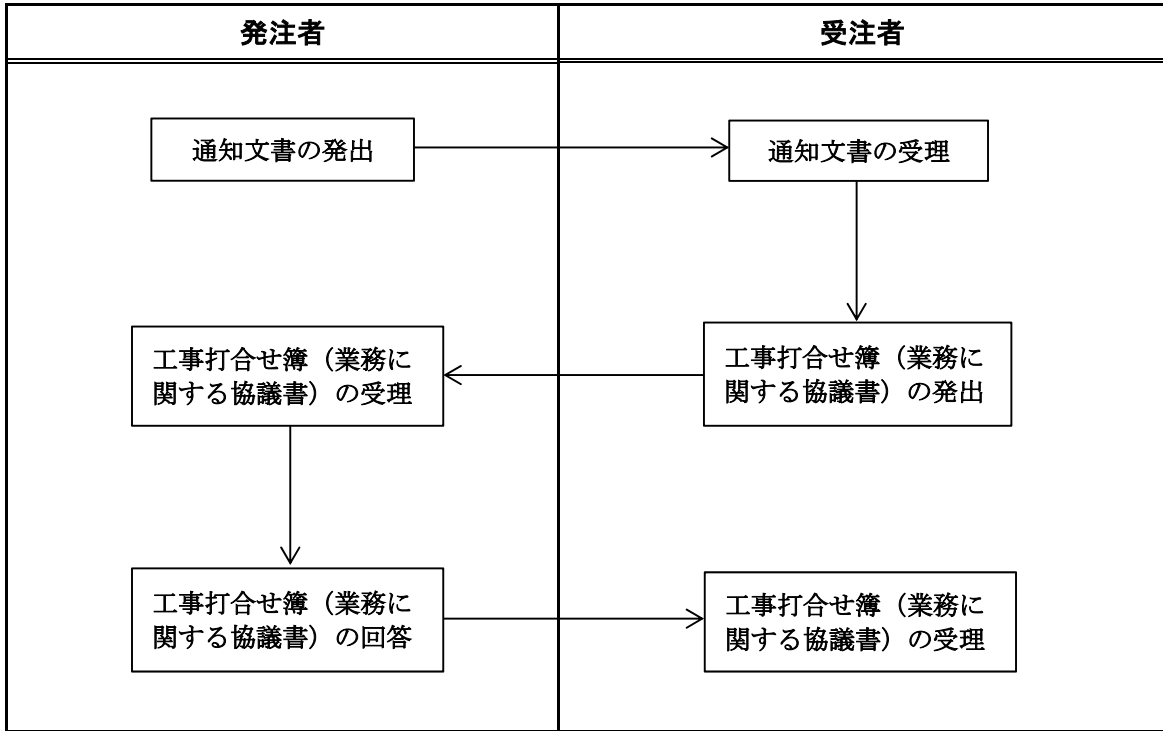 発注者
受注者
通知文書の発出
通知文書の受理
工事打合せ簿（業務に
関する協議書）の受理
工事打合せ簿（業務に
関する協議書）の発出
工事打合せ簿（業務に
関する協議書）の回答
工事打合せ簿（業務に
関する協議書）の受理